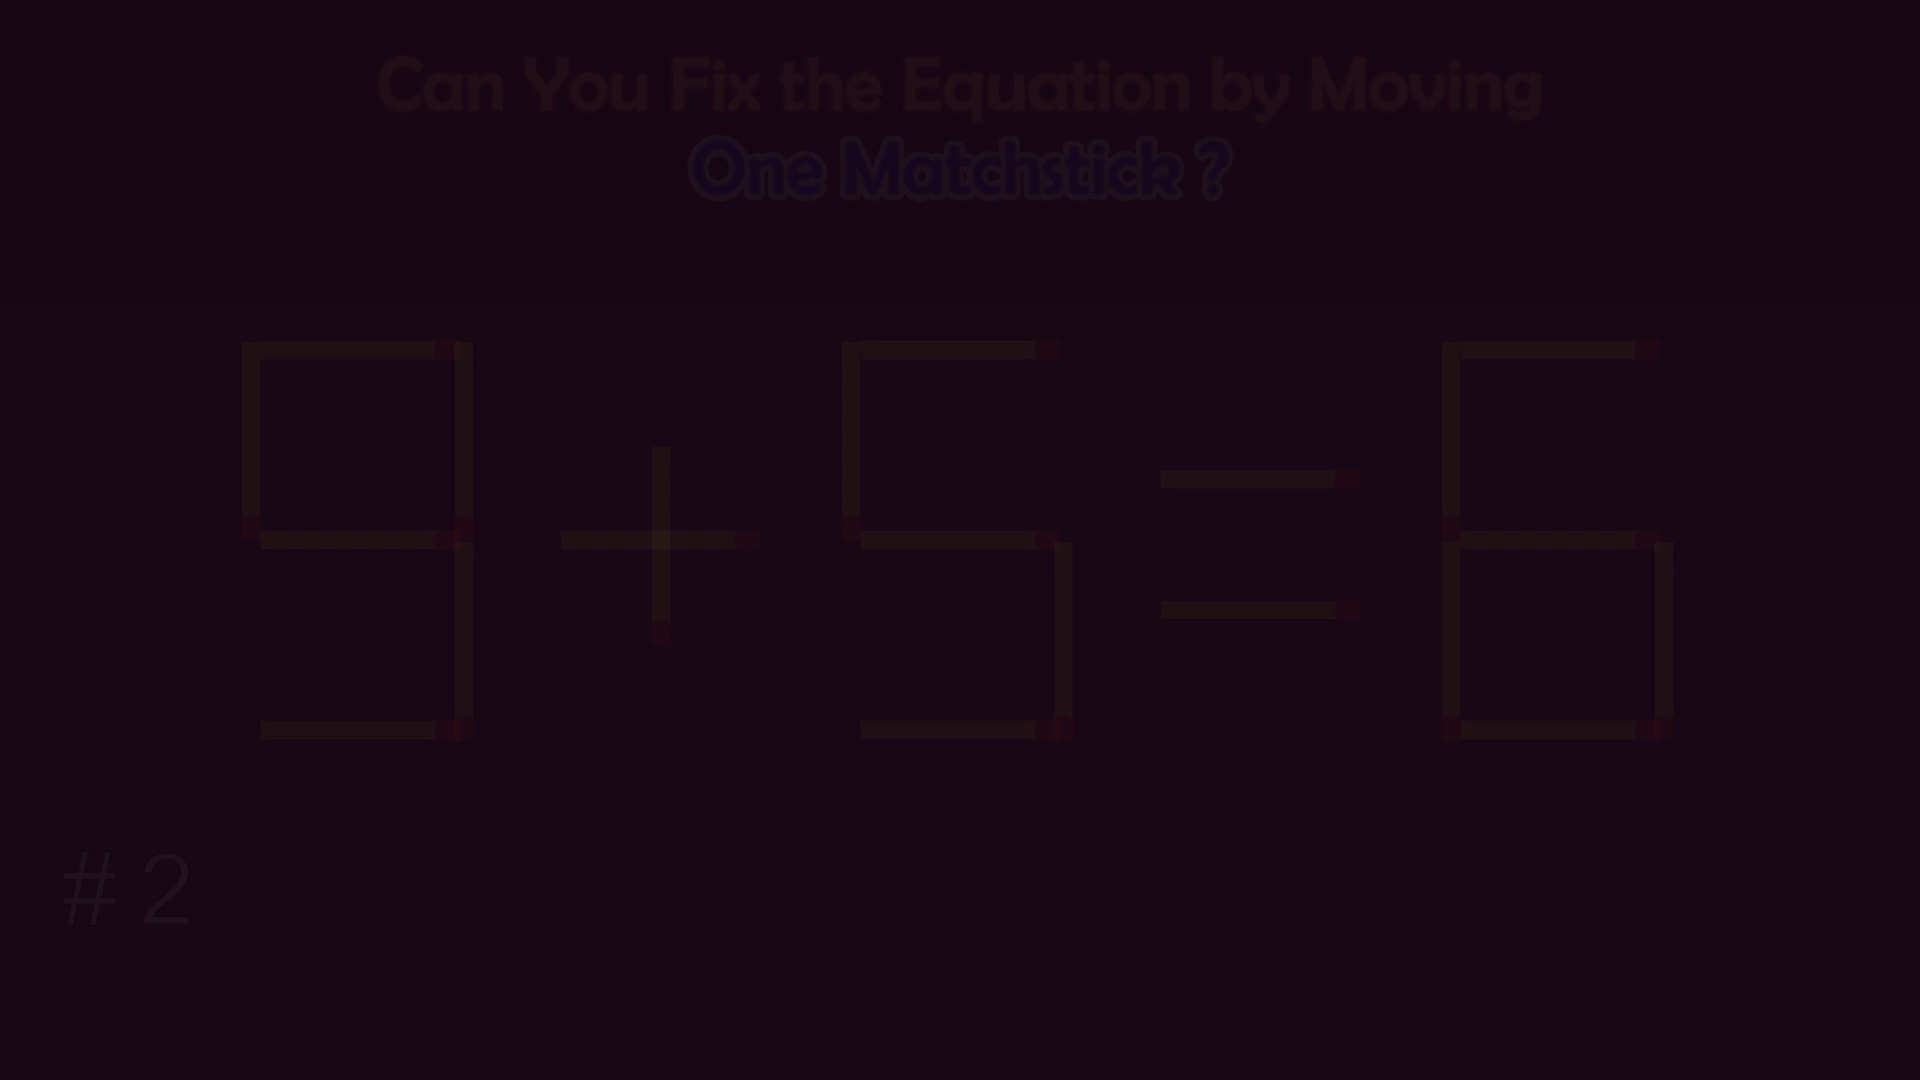 Can You Fix the Equation by Moving
One Matchstick ?
9 + 5 = 6
# 2